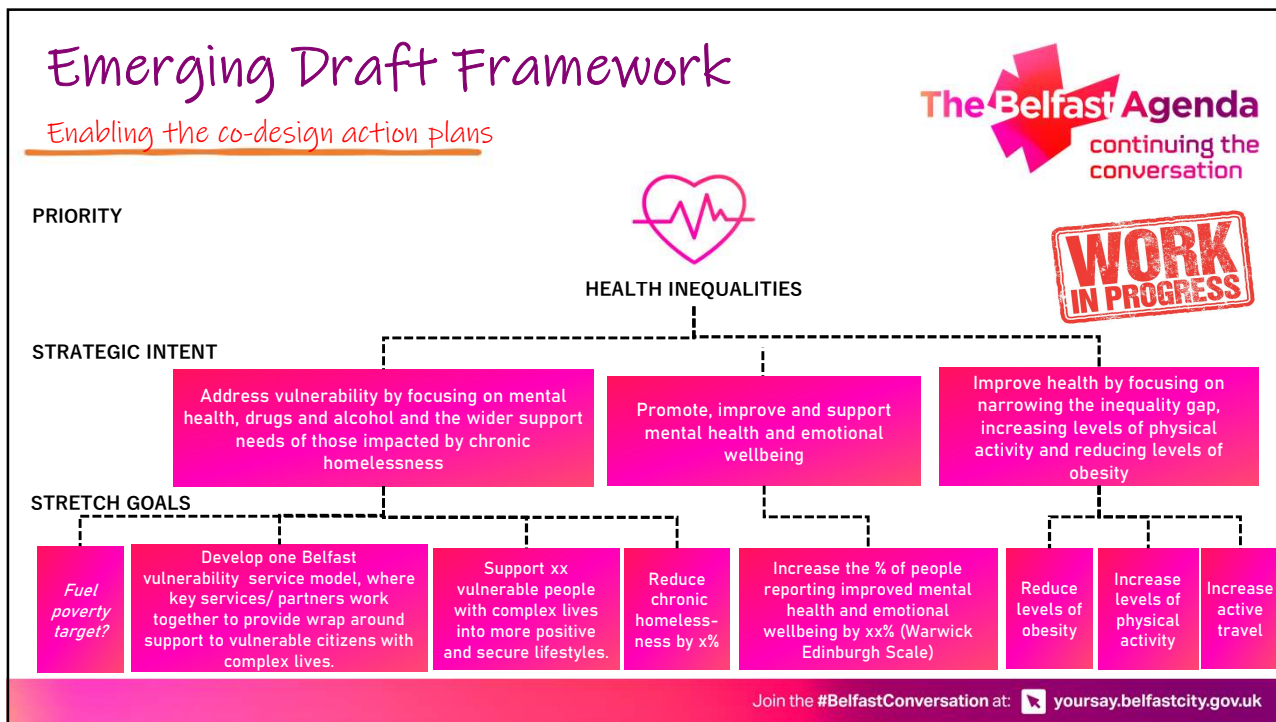 Emerging Draft Framework
Enabling the co-design action plans
The Belfast Agenda
continuing the
conversation
PRIORITY
WORK
IN PROGRESS
HEALTH INEQUALITIES
STRATEGIC INTENT
Address vulnerability by focusing on mental
health, drugs and alcohol and the wider support
needs of those impacted by chronic
homelessness
Promote, improve and support
mental health and emotional
wellbeing
Improve health by focusing on
narrowing the inequality gap,
increasing levels of physical
activity and reducing levels of
obesity
STRETCH GOALS
Fuel
poverty
target?
Develop one Belfast
vulnerability service model, where
key services/ partners work
together to provide wrap around
support to vulnerable citizens with
complex lives.
Support xx
vulnerable people
with complex lives
into more positive
and secure lifestyles.
Reduce
chronic
homeless-
ness by x%
Increase the % of people
reporting improved mental
health and emotional
wellbeing by xx% (Warwick
Edinburgh Scale)
Reduce
levels of
obesity
Increase
levels of
physical
activity
Increase
active
travel
Join the #BelfastConversation at: yoursay.belfastcity.gov.uk